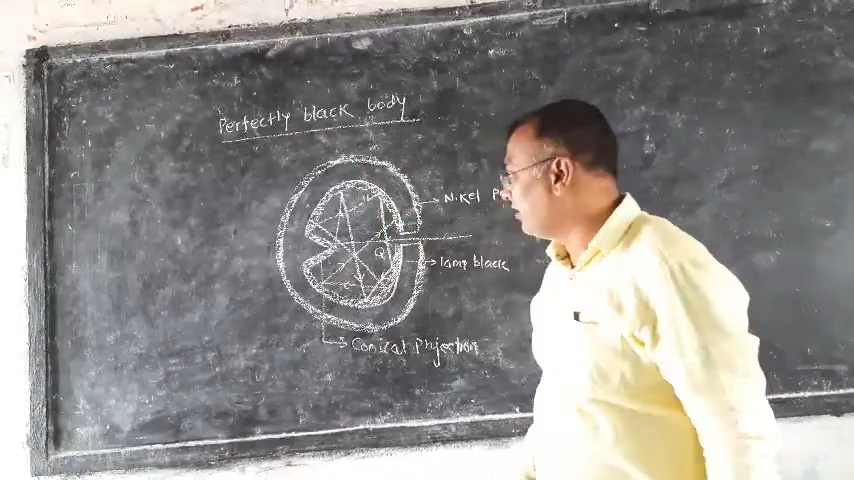 Perfectly black body
Nikel
lamp black
Q
Conical Projection